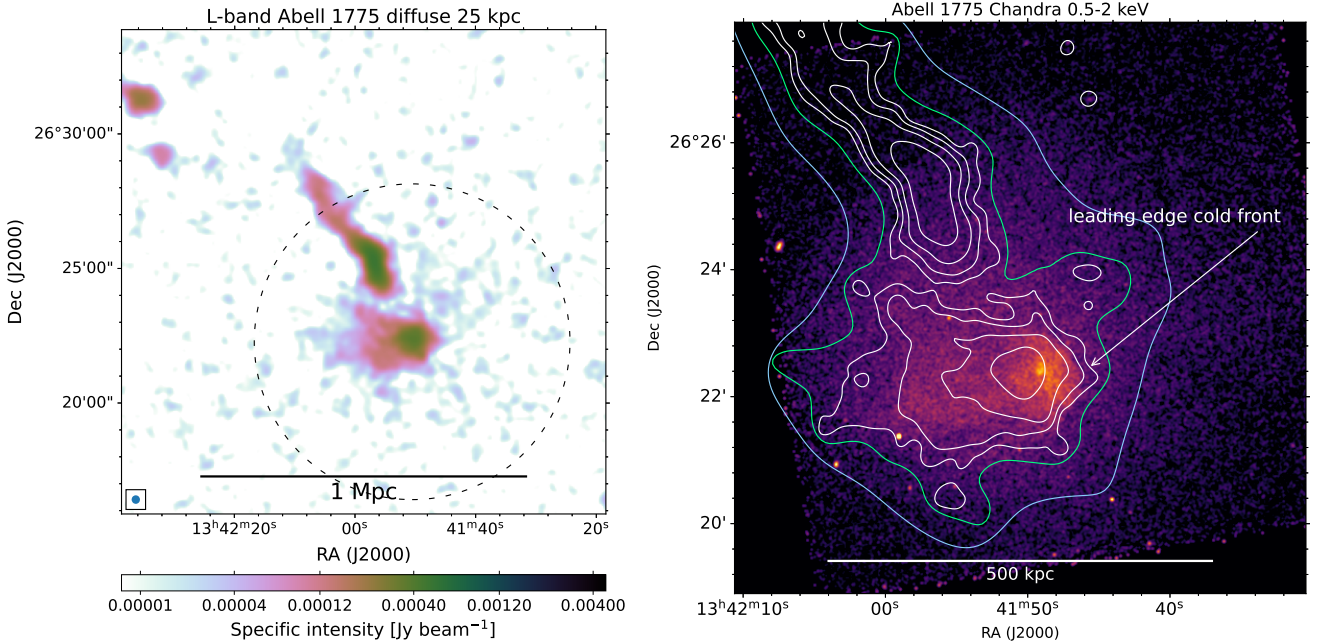 L-band Abell 1775 diffuse 25 kpc
Dec (J2000)
26°30'00"
25'00"
20'00"
1 Mpc
13ʰ42ᵐ20ˢ 00ˢ 41ᵐ40ˢ 20ˢ
RA (J2000)
0.00001 0.00004 0.00012 0.00040 0.00120 0.00400
Specific intensity [Jy beam⁻¹]
Abell 1775 Chandra 0.5-2 keV
Dec (J2000)
26°26'
24'
22'
20'
leading edge cold front
500 kpc
13ʰ42ᵐ10ˢ 00ˢ 41ᵐ50ˢ 40ˢ
RA (J2000)